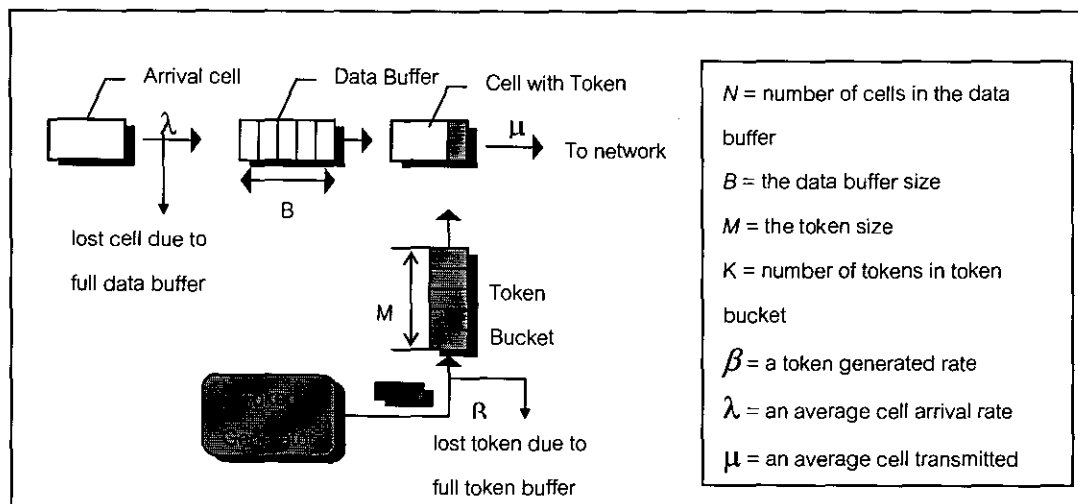 Arrival cell
Data Buffer
Cell with Token
λ
μ
To network
B
lost cell due to
full data buffer
M
Token
Bucket
β
lost token due to
full token buffer
N = number of cells in the data
buffer
B = the data buffer size
M = the token size
K = number of tokens in token
bucket
β = a token generated rate
λ = an average cell arrival rate
μ = an average cell transmitted